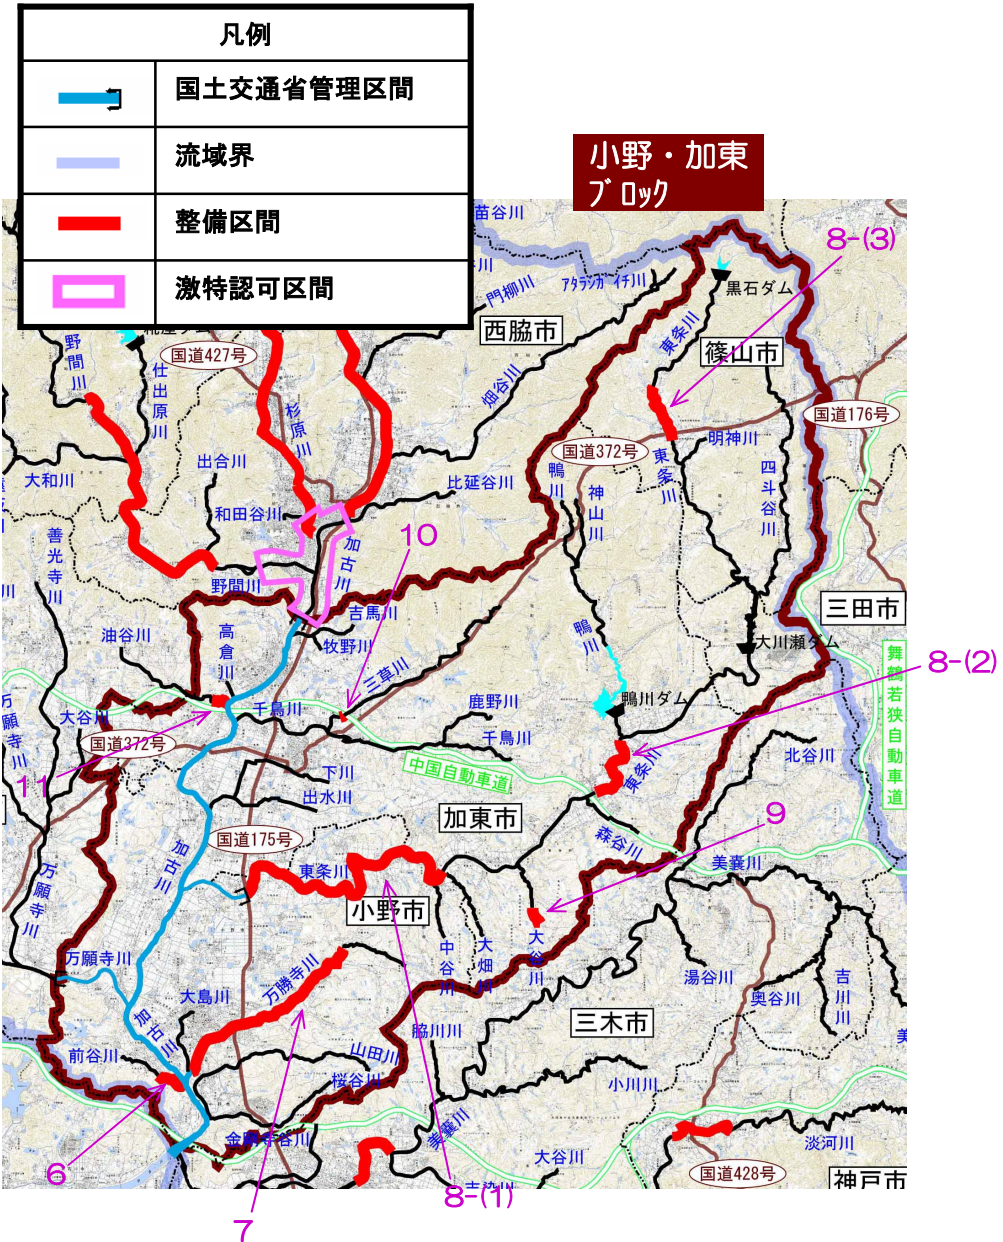 凡例
国土交通省管理区間
流域界
整備区間
激特認可区間
小野・加東
ブロック
苗谷川
川
門柳川
アタランガイチ川
8-(3)
黒石ダム
西脇市
東条川
篠山市
野間川
国道427号
仕出原川
杉原川
畑谷川
国道176号
国道372号
明神川
東条川
四斗谷川
出合川
大和川
比延谷川
鴨川
神山川
和田谷川
善光寺川
加古川
10
野間川
吉馬川
三田市
油谷川
高倉川
牧野川
鴨川
大川瀬ダム
三草川
8-(2)
舞鶴若狭自動車道
万願寺川
大谷川
千鳥川
鹿野川
鴨川ダム
千鳥川
国道372号
11
下川
中国自動車道
東条川
北谷川
出水川
加東市
9
国道175号
森谷川
加古川
東条川
美嚢川
万願寺川
小野市
中谷川
大畑川
大谷川
万願寺川
万勝寺川
湯谷川
奥谷川
吉川川
大島川
加古川
三木市
脇川川
前谷川
山田川
桜谷川
小川川
美嚢川
金剛寺谷川
大谷川
淡河川
国道428号
神戸市
6
8-(1)
7